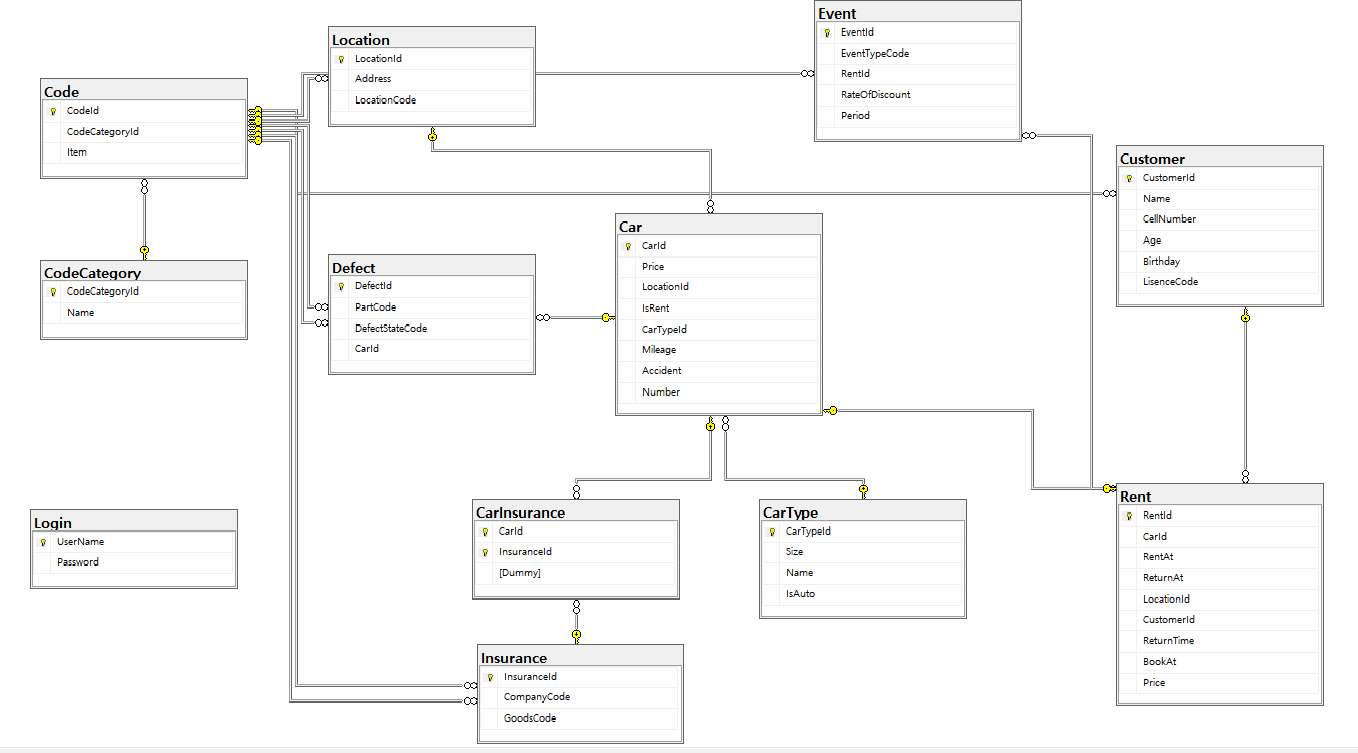 Code
CodeId
CodeCategoryId
Item
CodeCategory
CodeCategoryId
Name
Login
UserName
Password
Location
LocationId
Address
LocationCode
Defect
DefectId
PartCode
DefectStateCode
CarId
CarInsurance
CarId
InsuranceId
[Dummy]
Insurance
InsuranceId
CompanyCode
GoodsCode
Car
CarId
Price
LocationId
IsRent
CarTypeId
Mileage
Accident
Number
CarType
CarTypeId
Size
Name
IsAuto
Event
EventId
EventTypeCode
RentId
RateOfDiscount
Period
Customer
CustomerId
Name
CellNumber
Age
Birthday
LisenceCode
Rent
RentId
CarId
RentAt
ReturnAt
LocationId
CustomerId
ReturnTime
BookAt
Price